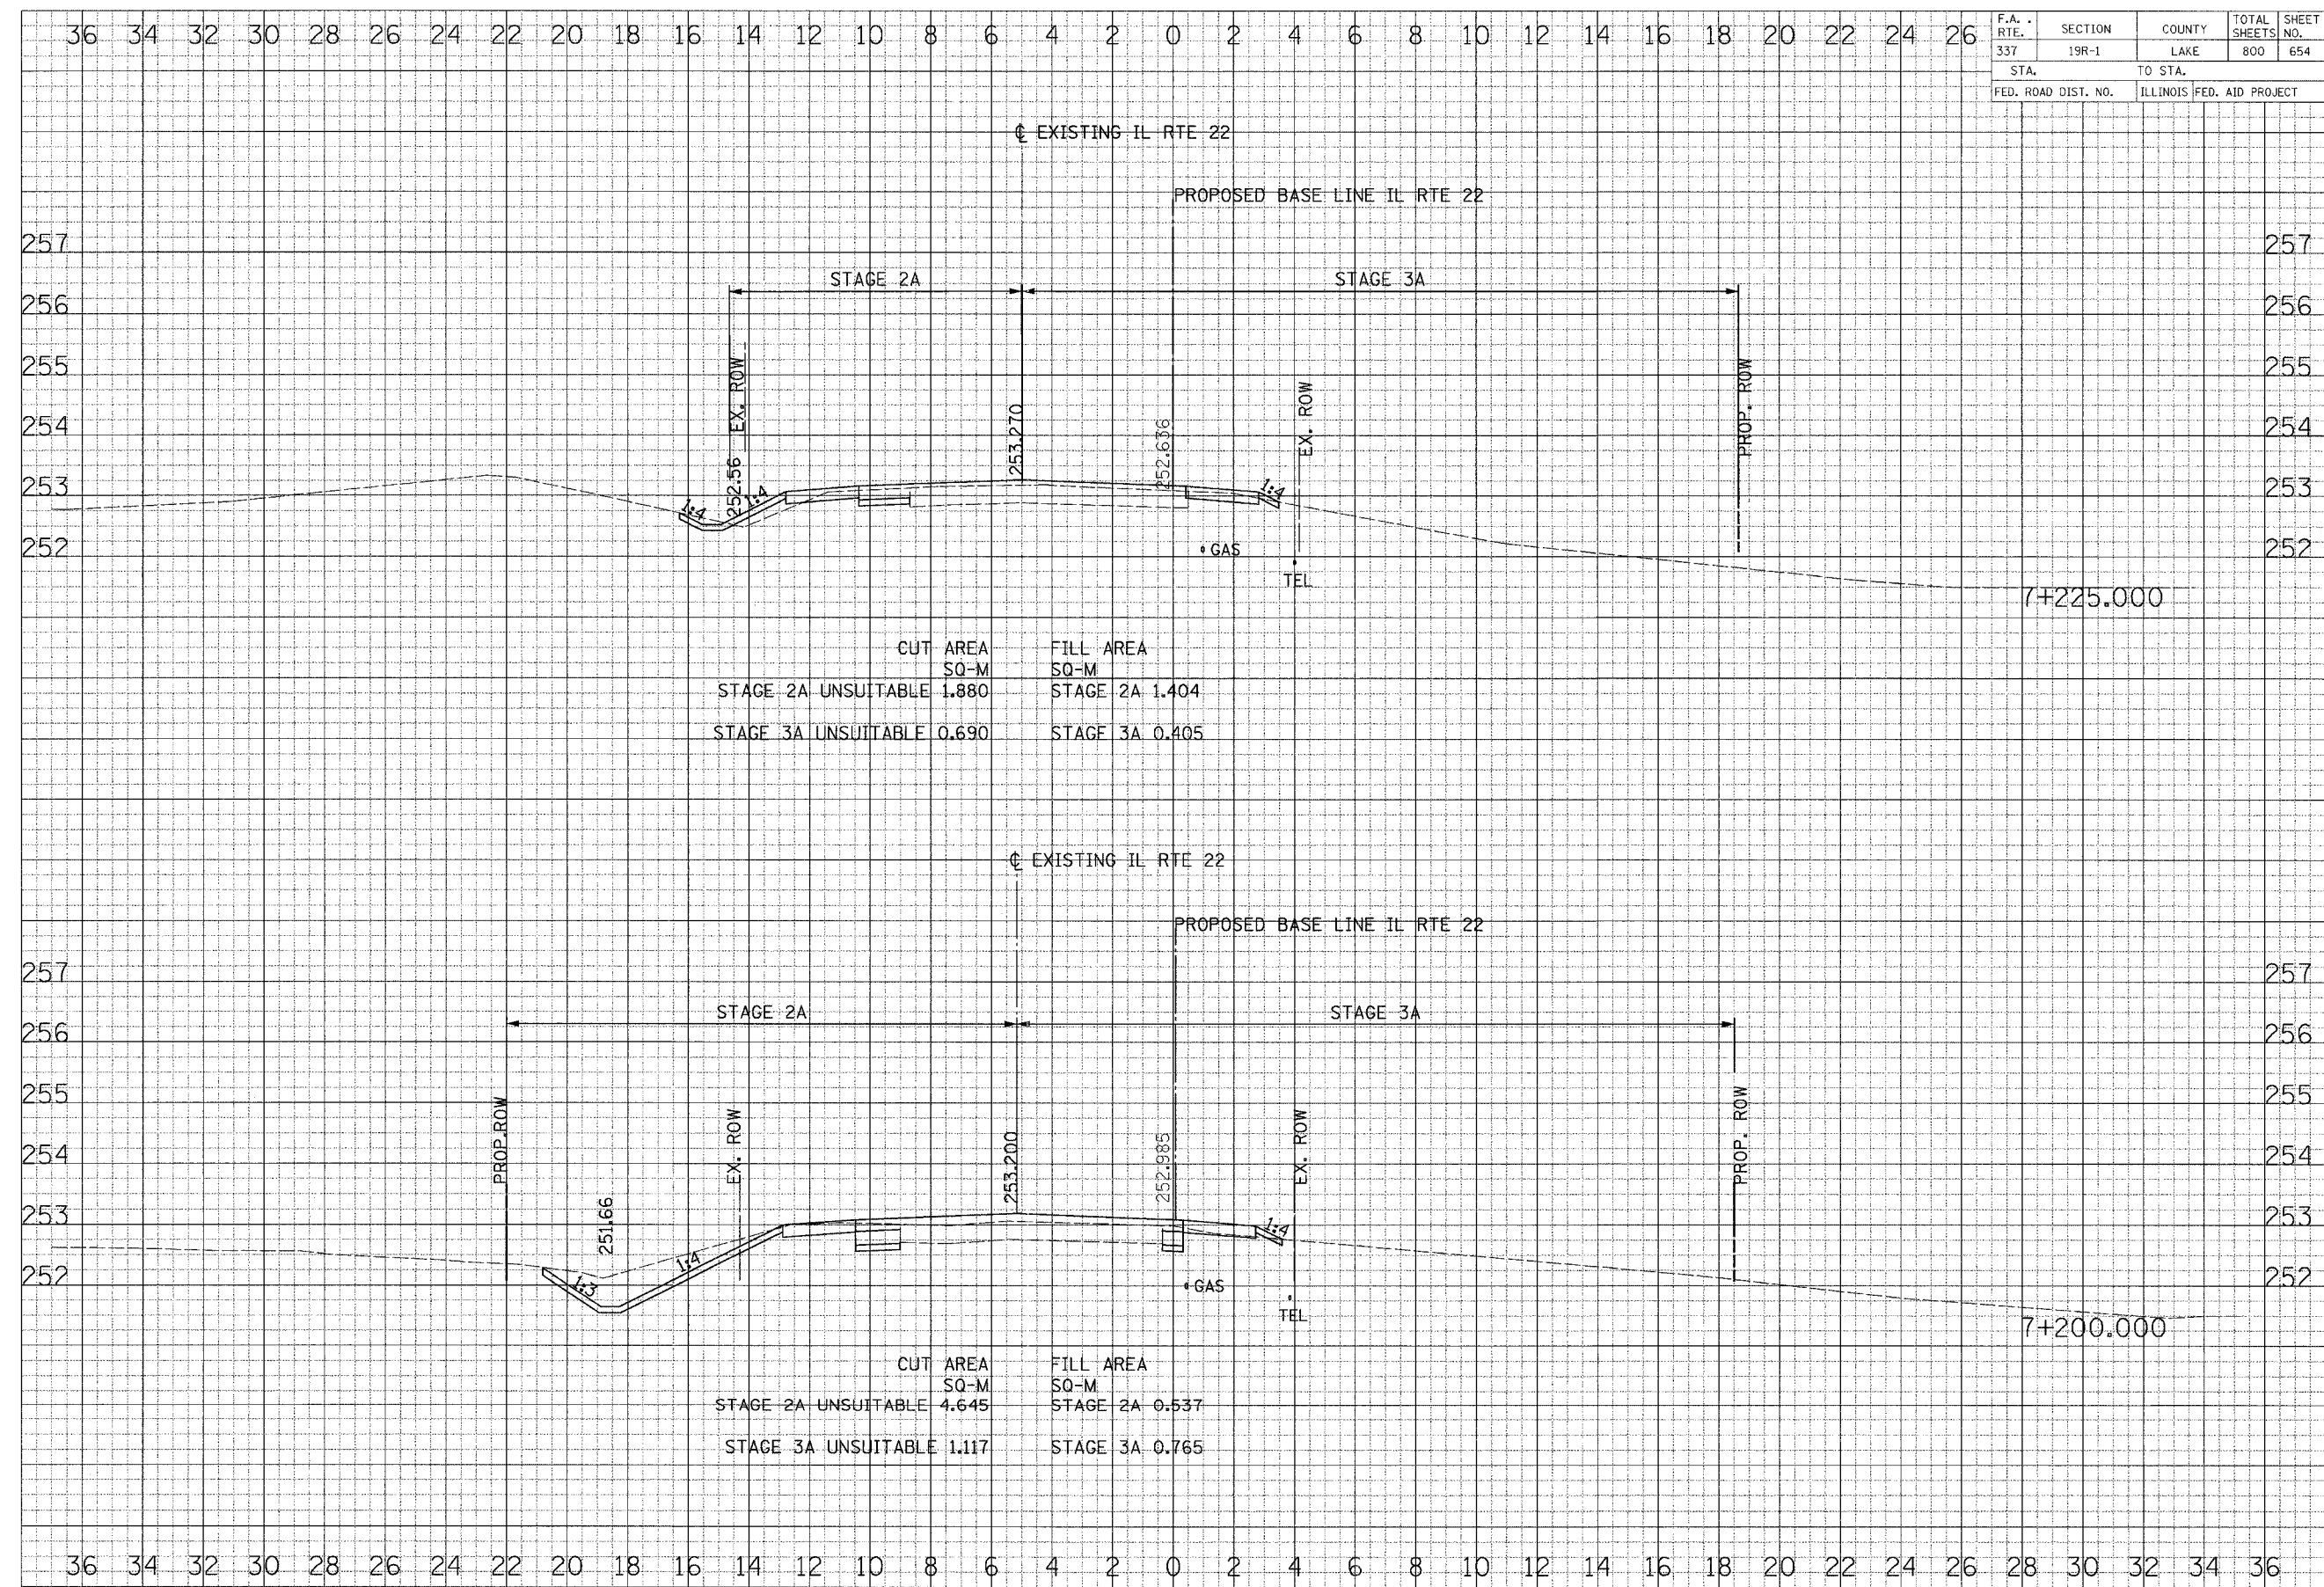 36 34 32 30 28 26 24 22 20 18 16 14 12 10 8 6 4 2 0 2 4 6 8 10 12 14 16 18 20 22 24 26
F.A. RTE. SECTION COUNTY TOTAL SHEETS SHEET NO.
337 19R-1 LAKE 800 654
STA. TO STA.
FED. ROAD DIST. NO. ILLINOIS FED. AID PROJECT
℄ EXISTING IL RTE 22
PROPOSED BASE LINE IL RTE 22
257 257
STAGE 2A STAGE 3A
256 256
255 255
EX. ROW EX. ROW PROP. ROW
254 254
252.56 253.270 252.636
253 253
1:4 1:4 1:4
252 252
GAS
TEL
7+225.000
CUT AREA FILL AREA
SQ-M SQ-M
STAGE 2A UNSUITABLE 1.880 STAGE 2A 1.404
STAGE 3A UNSUITABLE 0.690 STAGE 3A 0.405
℄ EXISTING IL RTE 22
PROPOSED BASE LINE IL RTE 22
257 257
STAGE 2A STAGE 3A
256 256
255 255
PROP.ROW EX. ROW EX. ROW PROP. ROW
254 254
251.66 253.200 252.985
253 253
1:3 1:4 1:4
252 252
GAS
TEL
7+200.000
CUT AREA FILL AREA
SQ-M SQ-M
STAGE 2A UNSUITABLE 4.645 STAGE 2A 0.537
STAGE 3A UNSUITABLE 1.117 STAGE 3A 0.765
36 34 32 30 28 26 24 22 20 18 16 14 12 10 8 6 4 2 0 2 4 6 8 10 12 14 16 18 20 22 24 26 28 30 32 34 36